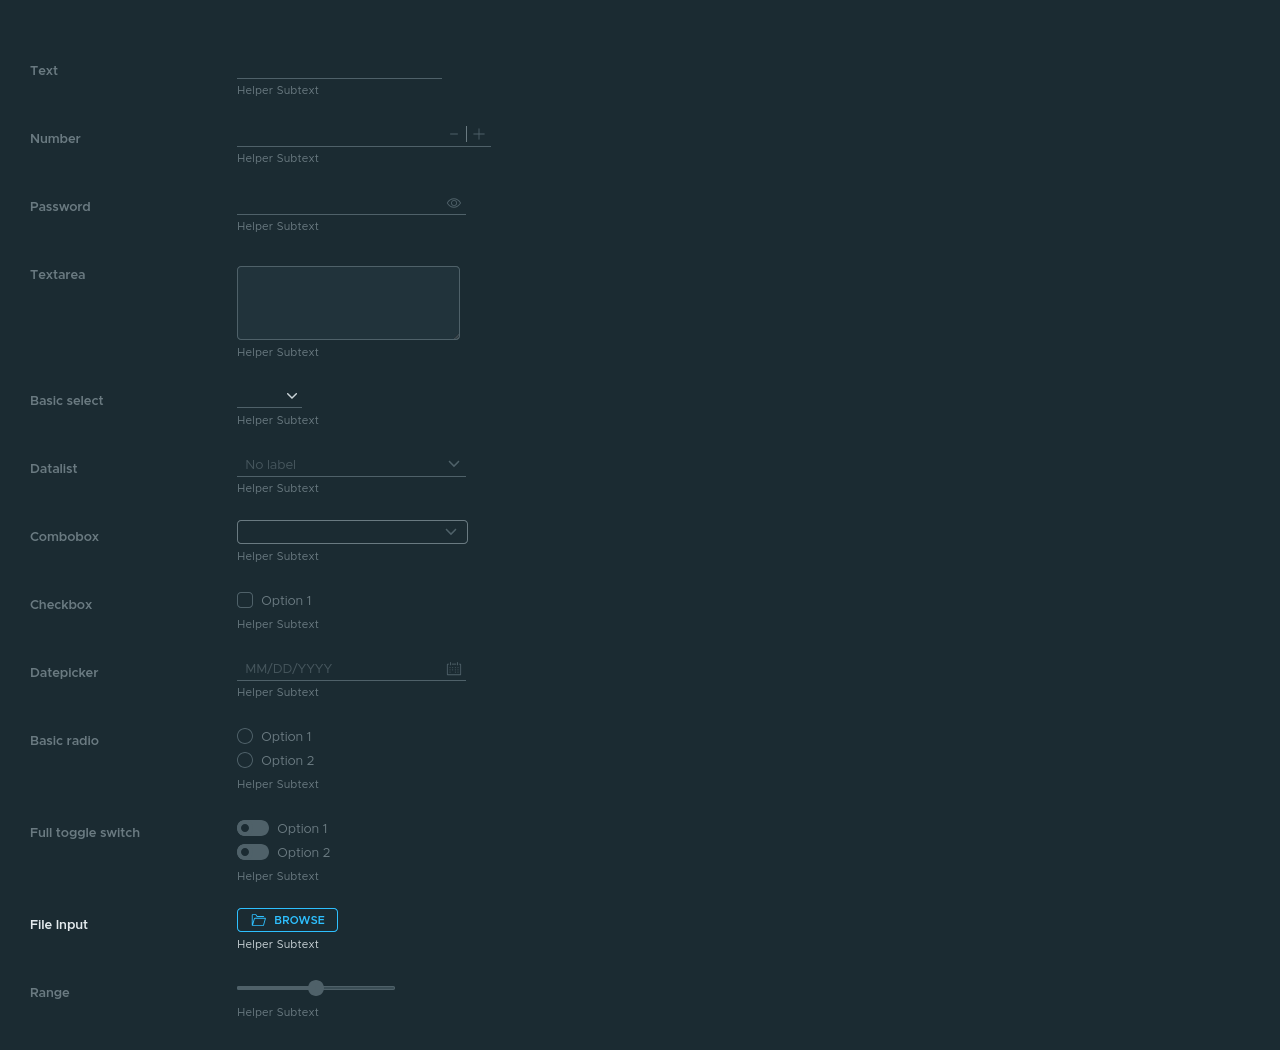 Text
Helper Subtext
Number
Helper Subtext
Password
Helper Subtext
Textarea
Helper Subtext
Basic select
Helper Subtext
Datalist
No label
Helper Subtext
Combobox
Helper Subtext
Checkbox
Option 1
Helper Subtext
Datepicker
MM/DD/YYYY
Helper Subtext
Basic radio
Option 1
Option 2
Helper Subtext
Full toggle switch
Option 1
Option 2
Helper Subtext
File Input
BROWSE
Helper Subtext
Range
Helper Subtext